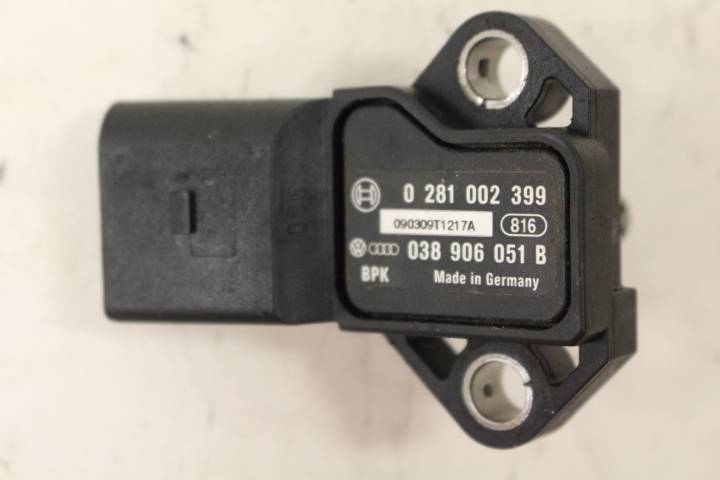 0 281 002 399
090309T1217A 816
038 906 051 B
BPK Made in Germany